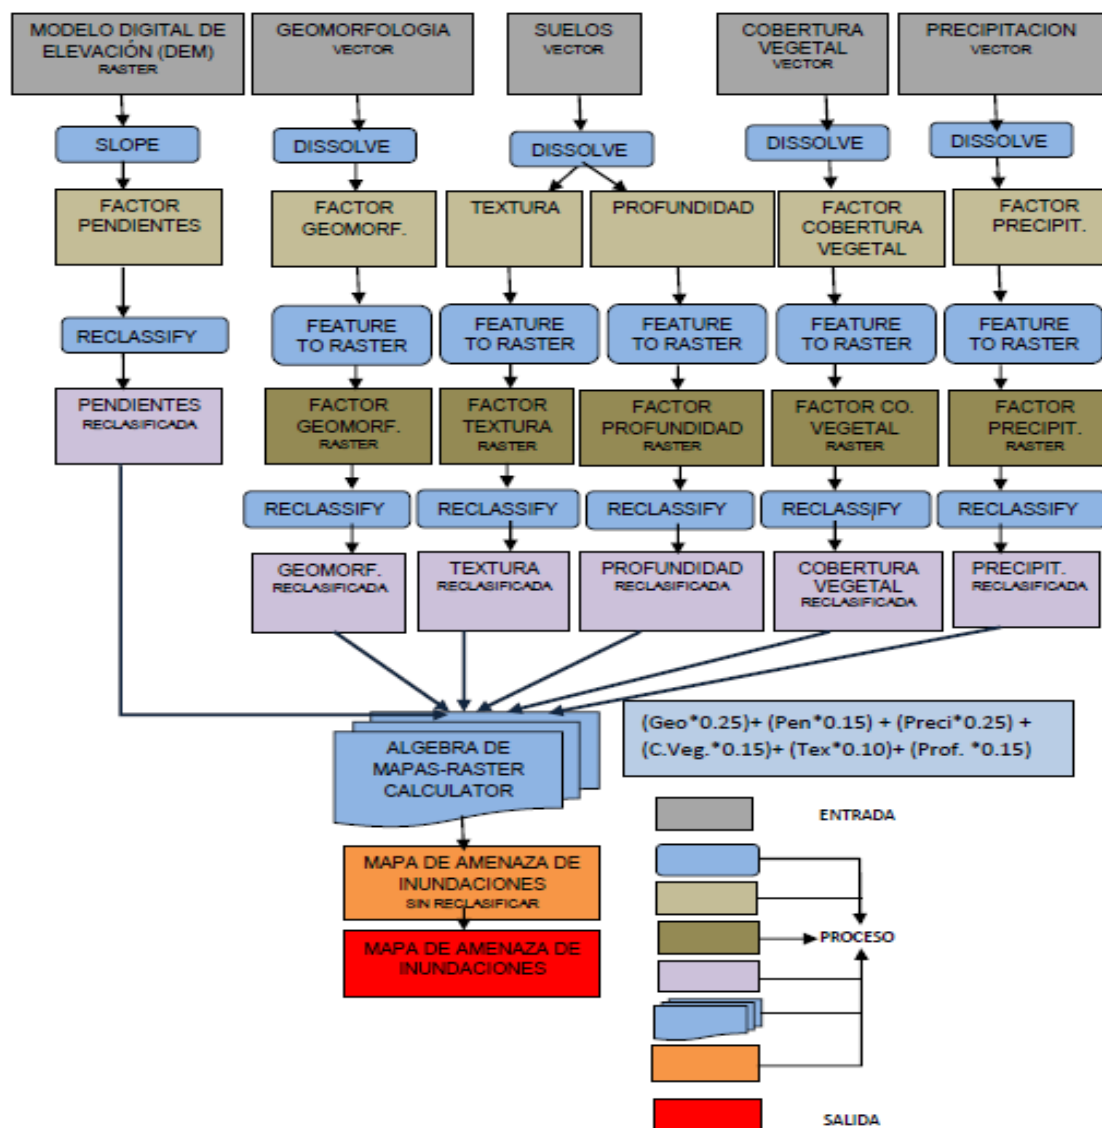 MODELO DIGITAL DE
ELEVACIÓN (DEM)
RASTER
GEOMORFOLOGIA
VECTOR
SUELOS
VECTOR
COBERTURA
VEGETAL
VECTOR
PRECIPITACION
VECTOR
SLOPE
DISSOLVE
DISSOLVE
DISSOLVE
DISSOLVE
FACTOR
PENDIENTES
FACTOR
GEOMORF.
TEXTURA
PROFUNDIDAD
FACTOR
COBERTURA
VEGETAL
FACTOR
PRECIPIT.
RECLASSIFY
FEATURE
TO RASTER
FEATURE
TO RASTER
FEATURE
TO RASTER
FEATURE
TO RASTER
FEATURE
TO RASTER
PENDIENTES
RECLASIFICADA
FACTOR
GEOMORF.
RASTER
FACTOR
TEXTURA
RASTER
FACTOR
PROFUNDIDAD
RASTER
FACTOR CO.
VEGETAL
RASTER
FACTOR
PRECIPIT.
RASTER
RECLASSIFY
RECLASSIFY
RECLASSIFY
RECLASSIFY
RECLASSIFY
GEOMORF.
RECLASIFICADA
TEXTURA
RECLASIFICADA
PROFUNDIDAD
RECLASIFICADA
COBERTURA
VEGETAL
RECLASIFICADA
PRECIPIT.
RECLASIFICADA
ALGEBRA DE
MAPAS-RASTER
CALCULATOR
(Geo*0.25)+ (Pen*0.15) + (Preci*0.25) +
(C.Veg.*0.15)+ (Tex*0.10)+ (Prof. *0.15)
MAPA DE AMENAZA DE
INUNDACIONES
SIN RECLASIFICAR
MAPA DE AMENAZA DE
INUNDACIONES
ENTRADA
PROCESO
SALIDA